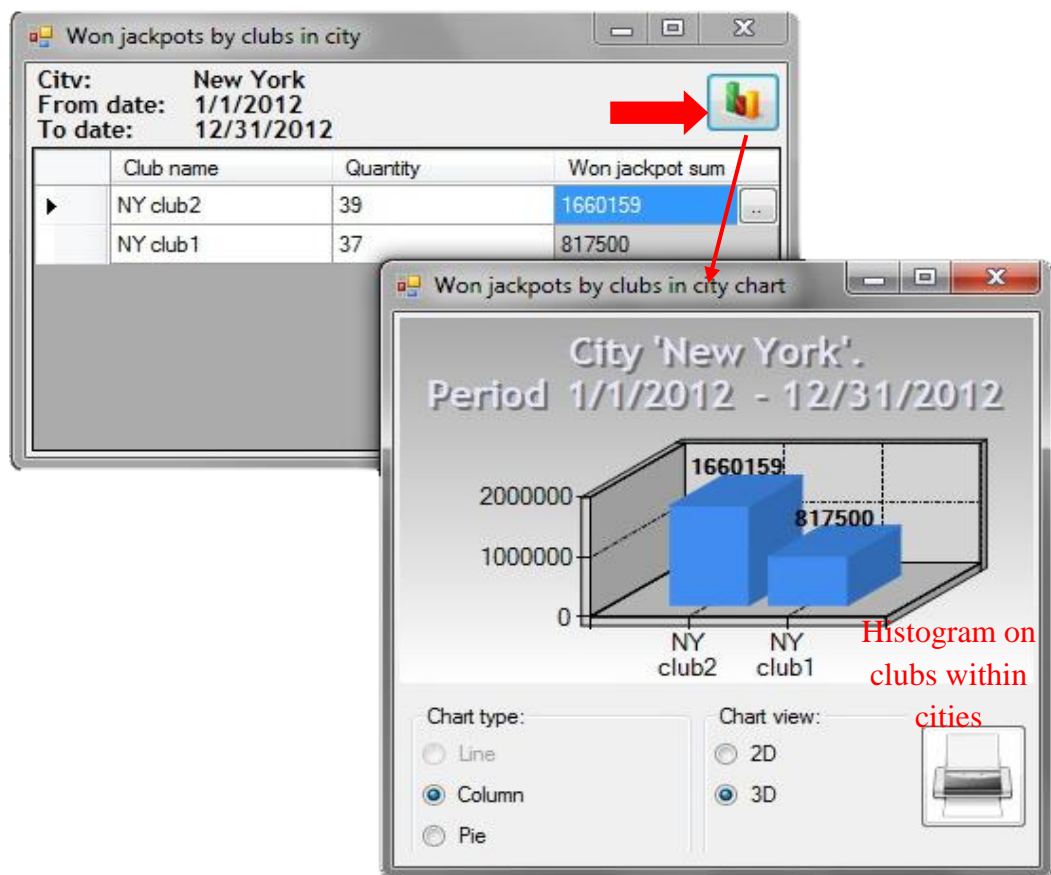 Won jackpots by clubs in city
City: New York
From date: 1/1/2012
To date: 12/31/2012
Club name Quantity Won jackpot sum
NY club2 39 1660159 ..
NY club1 37 817500
Won jackpots by clubs in city chart
City 'New York'.
Period 1/1/2012 - 12/31/2012
1660159
2000000
817500
1000000
0
NY NY
club2 club1
Histogram on
clubs within
cities
Chart type: Chart view:
Line 2D
Column 3D
Pie